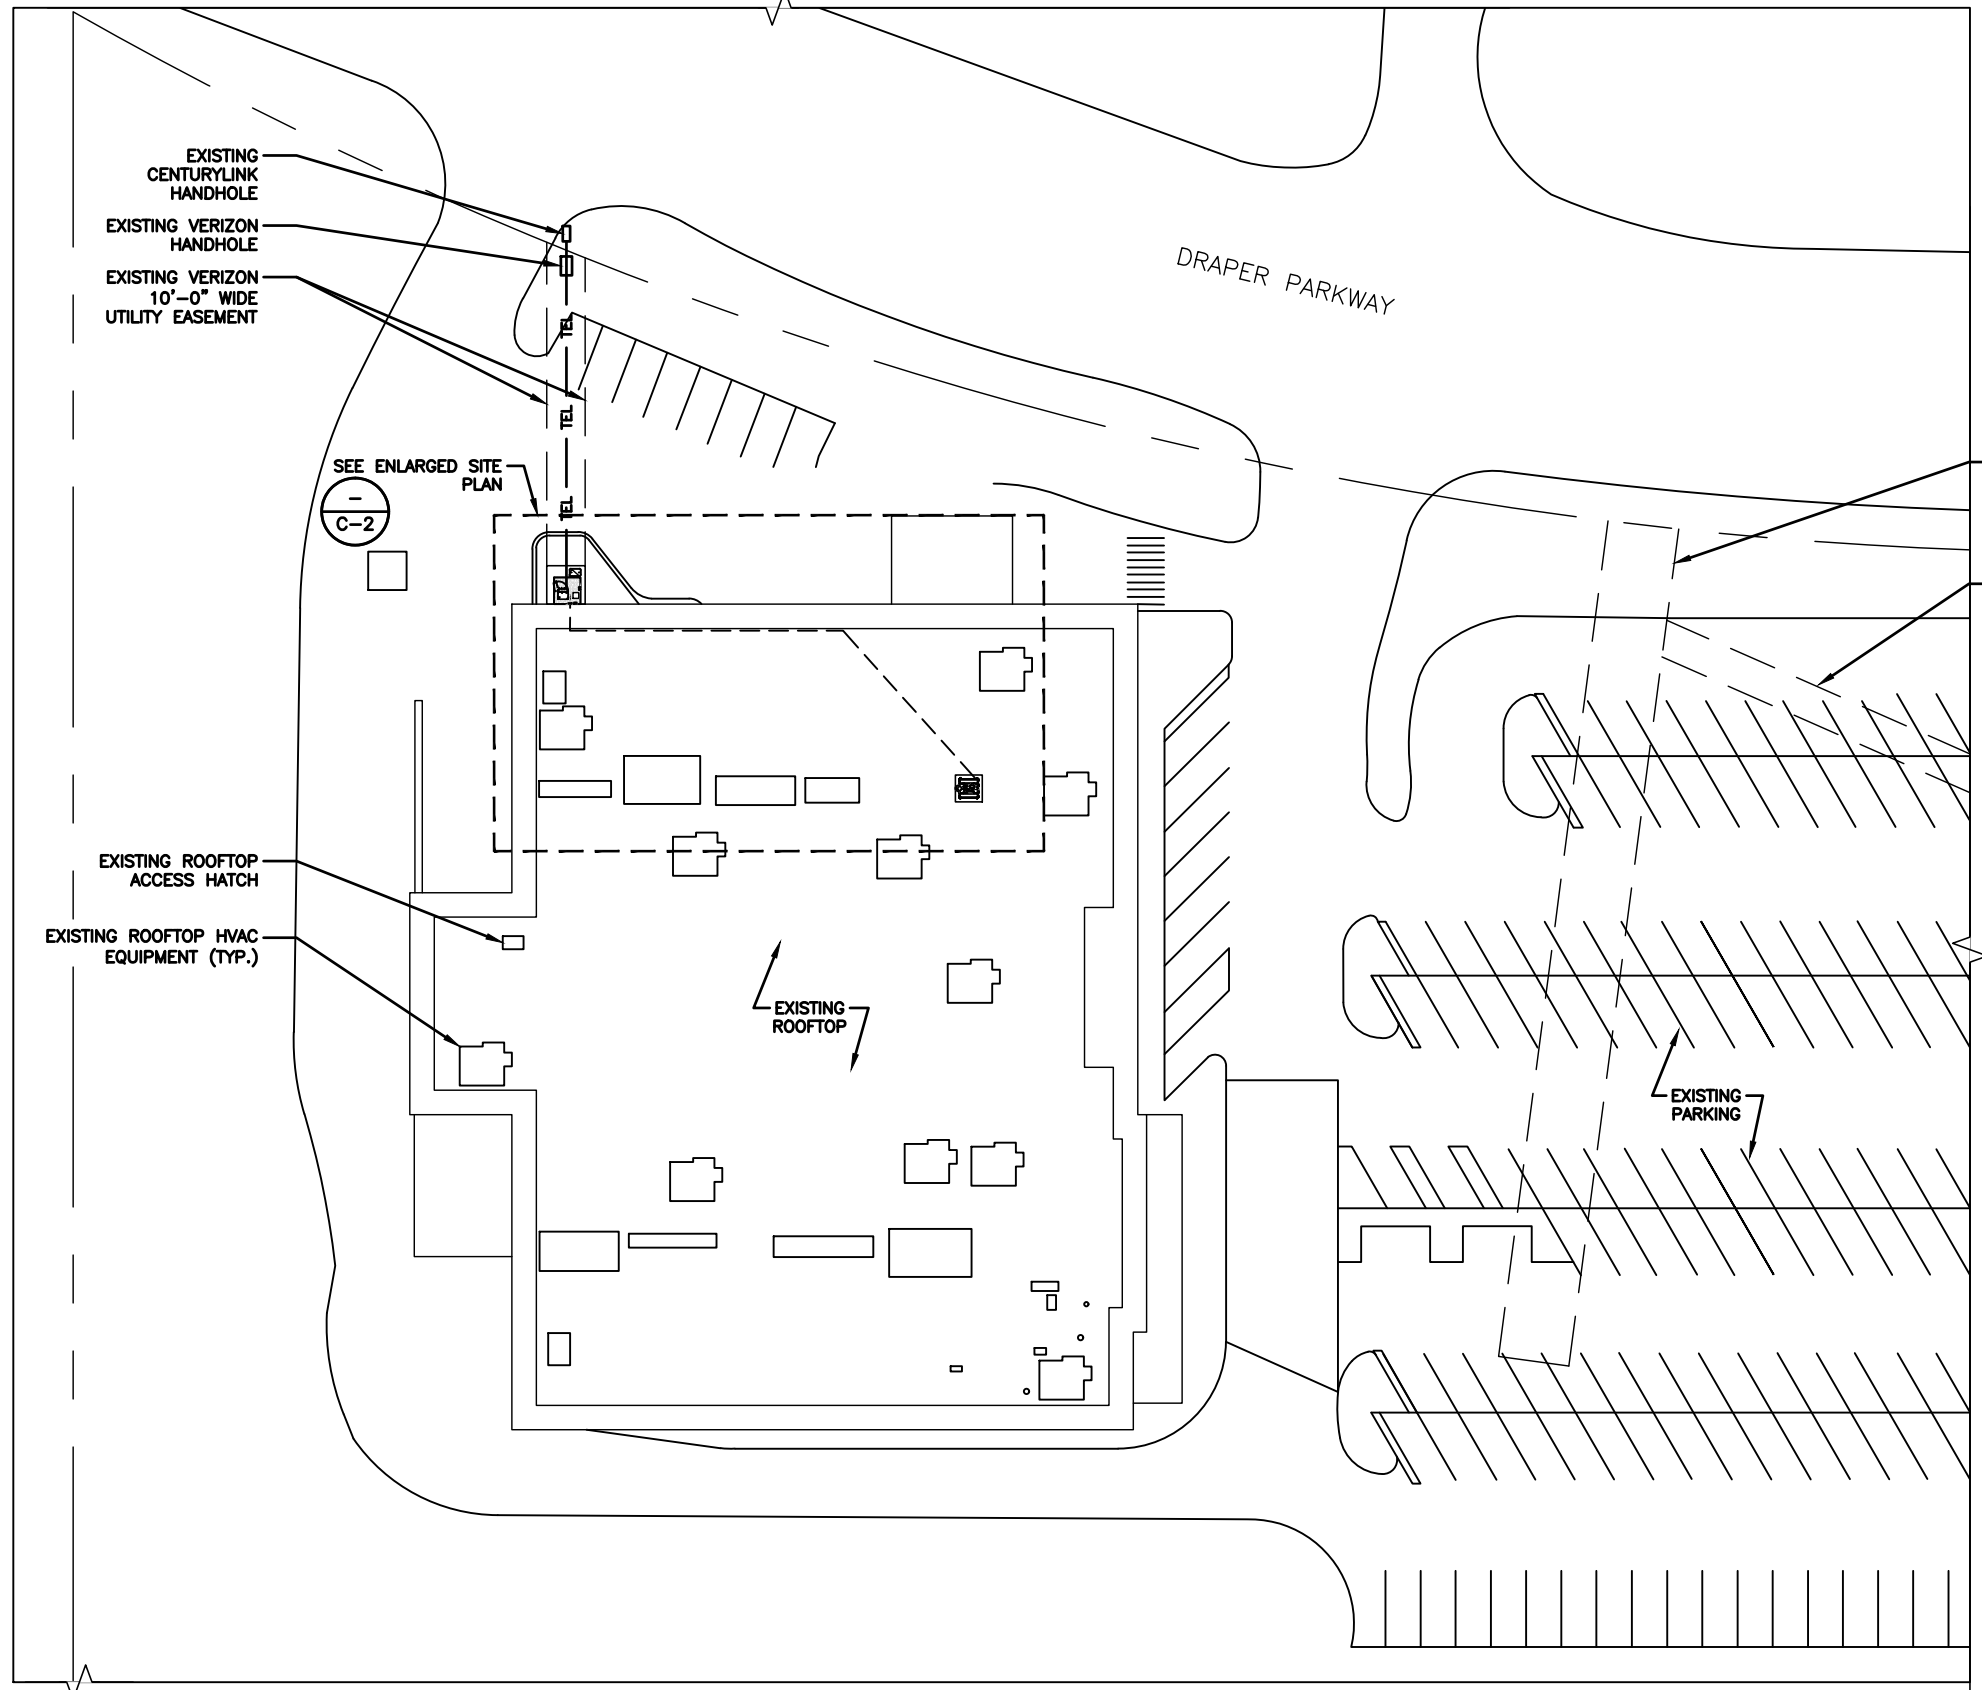 EXISTING
CENTURYLINK
HANDHOLE
EXISTING VERIZON
HANDHOLE
EXISTING VERIZON
10'-0" WIDE
UTILITY EASEMENT
DRAPER PARKWAY
TEL
TEL
TEL
SEE ENLARGED SITE
PLAN
-
C-2
EXISTING ROOFTOP
ACCESS HATCH
EXISTING ROOFTOP HVAC
EQUIPMENT (TYP.)
EXISTING
ROOFTOP
EXISTING
PARKING